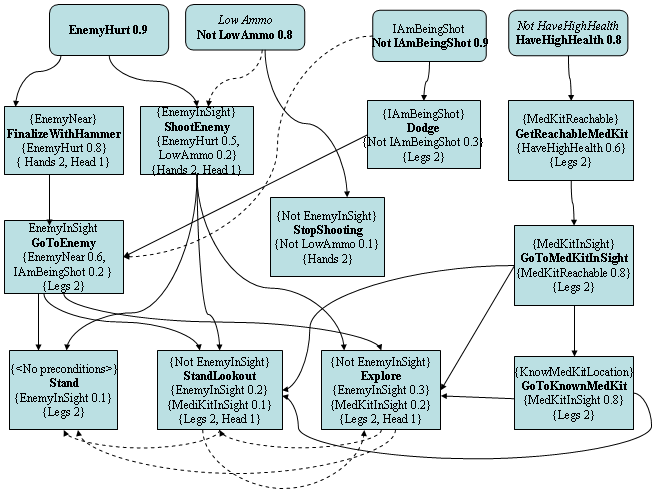 EnemyHurt 0.9
Low Ammo
Not LowAmmo 0.8
IAmBeingShot
Not IAmBeingShot 0.9
Not HaveHighHealth
HaveHighHealth 0.8
{EnemyNear}
FinalizeWithHammer
{EnemyHurt 0.8}
{ Hands 2, Head 1}
{EnemyInSight}
ShootEnemy
{EnemyHurt 0.5,
LowAmmo 0.2}
{Hands 2, Head 1}
{IAmBeingShot}
Dodge
{Not IAmBeingShot 0.3}
{Legs 2}
{MedKitReachable}
GetReachableMedKit
{HaveHighHealth 0.6}
{Legs 2}
{Not EnemyInSight}
StopShooting
{Not LowAmmo 0.1}
{Hands 2}
EnemyInSight
GoToEnemy
{EnemyNear 0.6,
IAmBeingShot 0.2 }
{Legs 2}
{MedKitInSight}
GoToMedKitInSight
{MedKitReachable 0.8}
{Legs 2}
{<No preconditions>}
Stand
{EnemyInSight 0.1}
{Legs 2}
{Not EnemyInSight}
StandLookout
{EnemyInSight 0.2}
{MediKitInSight 0.1}
{Legs 2, Head 1}
{Not EnemyInSight}
Explore
{EnemyInSight 0.3}
{MedKitInSight 0.2}
{Legs 2, Head 1}
{KnowMedKitLocation}
GoToKnownMedKit
{MedKitInSight 0.8}
{Legs 2}